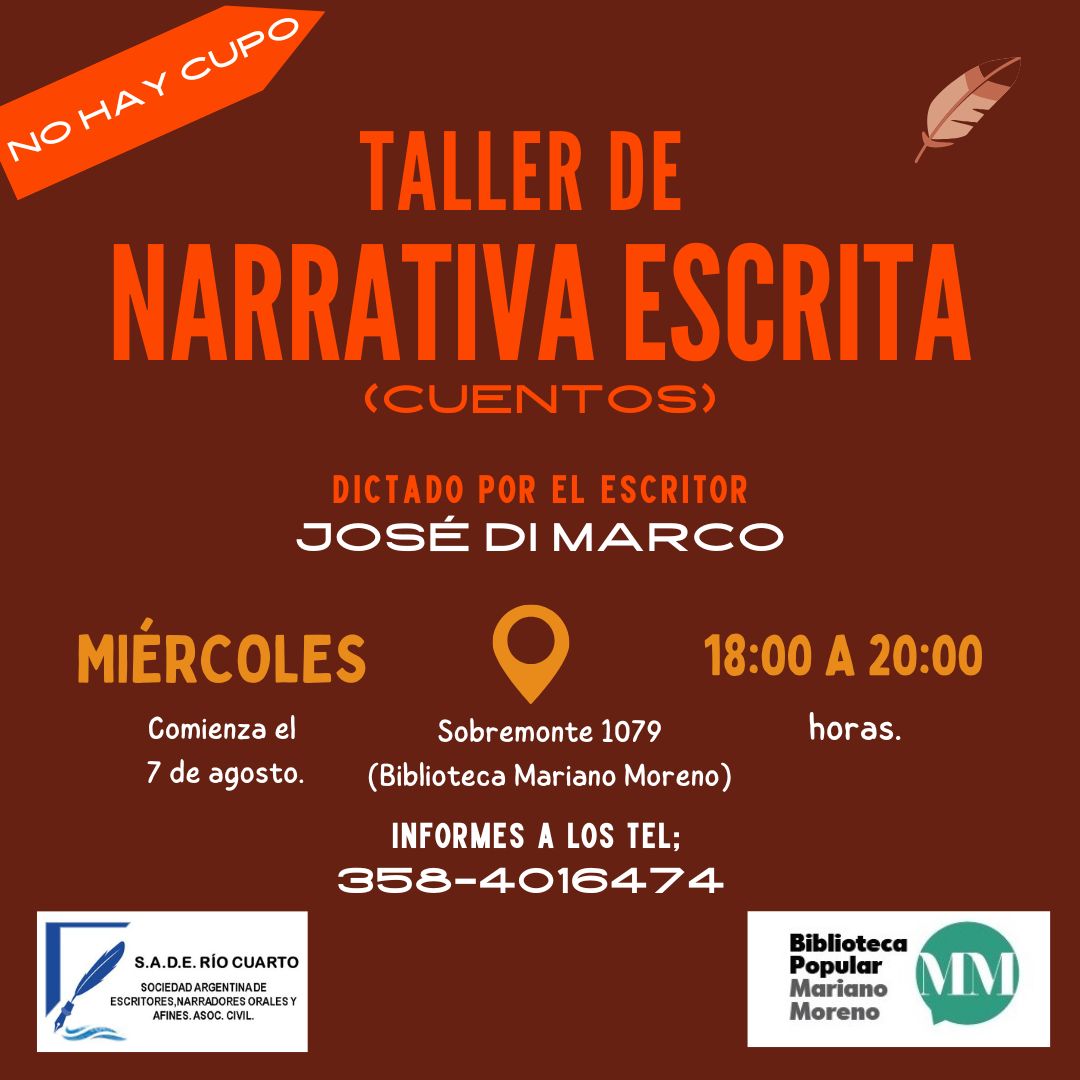 NO HAY CUPO
TALLER DE
NARRATIVA ESCRITA
(CUENTOS)
DICTADO POR EL ESCRITOR
JOSÉ DI MARCO
MIÉRCOLES
Comienza el
7 de agosto.
Sobremonte 1079
(Biblioteca Mariano Moreno)
18:00 A 20:00
horas.
INFORMES A LOS TEL;
358-4016474
S.A.D.E. RÍO CUARTO
SOCIEDAD ARGENTINA DE
ESCRITORES,NARRADORES ORALES Y
AFINES. ASOC. CIVIL.
Biblioteca
Popular
Mariano
Moreno
MM